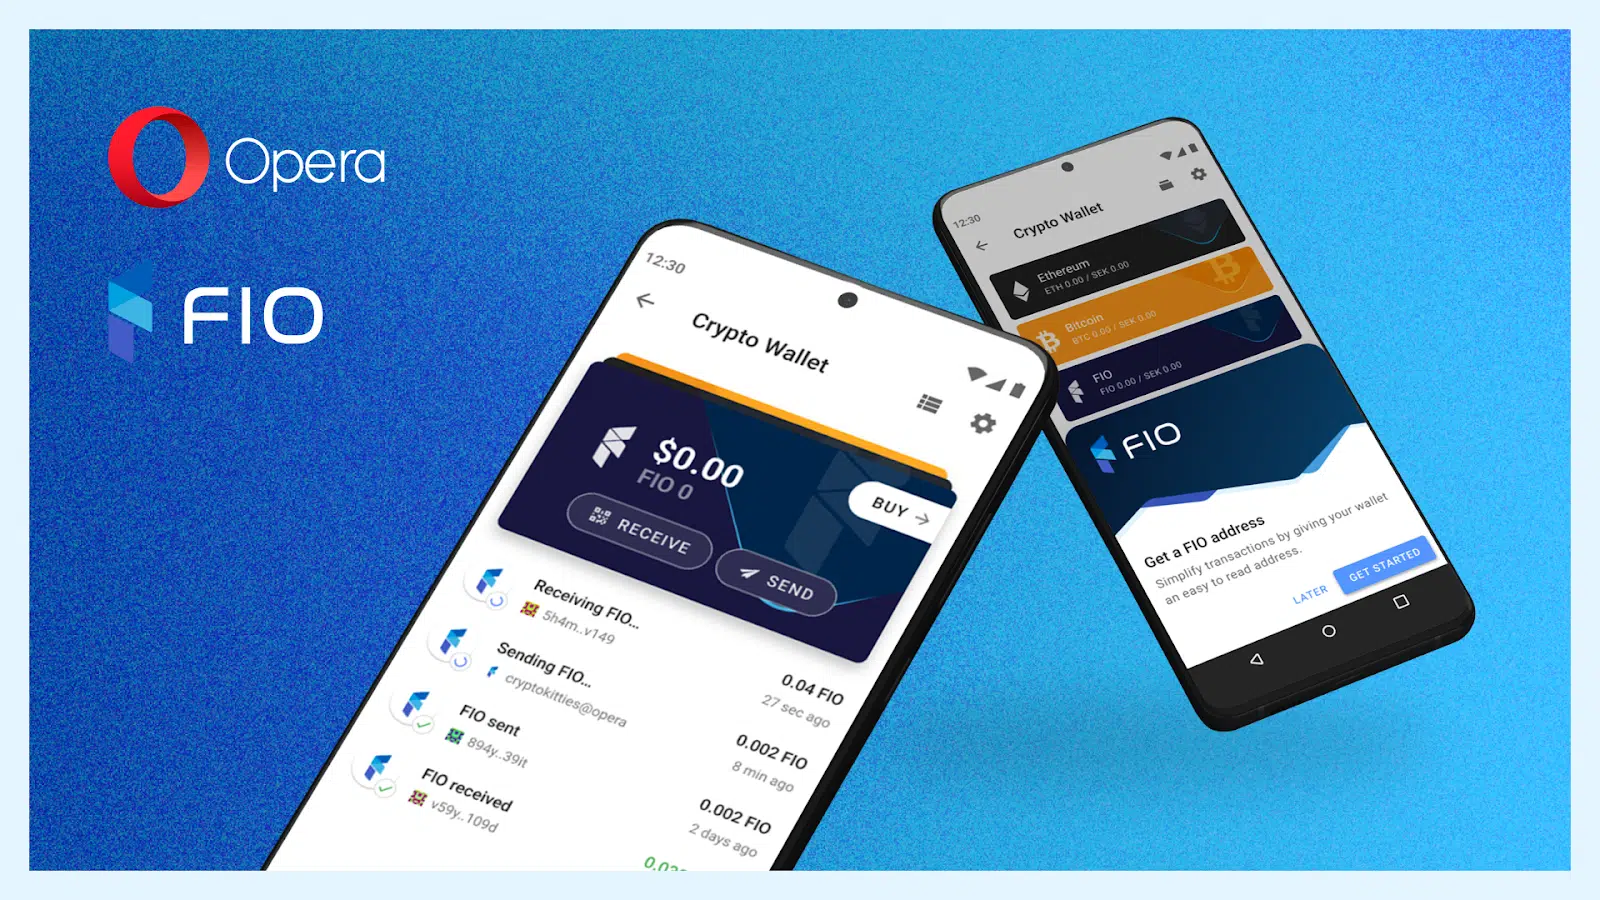 Opera
FIO
12:30
Crypto Wallet
$0.00
FIO 0
BUY
RECEIVE
SEND
Receiving FIO...
5h4m..v149
0.04 FIO
27 sec ago
Sending FIO...
cryptokitties@opera
0.002 FIO
8 min ago
FIO sent
894y..39it
0.002 FIO
2 days ago
FIO received
v59y..109d
12:30
Crypto Wallet
Ethereum
ETH 0.00 / SEK 0.00
Bitcoin
BTC 0.00 / SEK 0.00
FIO
FIO 0.00 / SEK 0.00
FIO
Get a FIO address
Simplify transactions by giving your wallet
an easy to read address.
LATER
GET STARTED